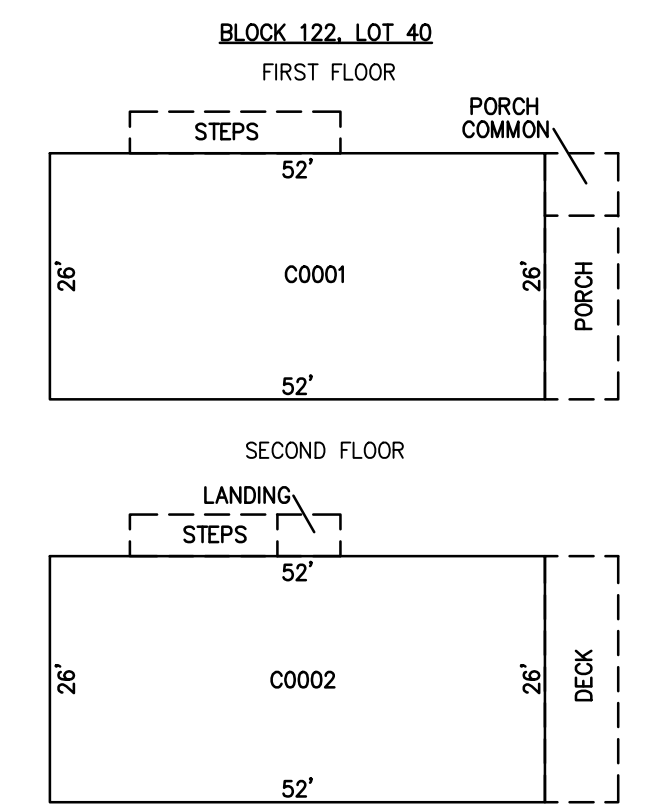 BLOCK 122, LOT 40
FIRST FLOOR
PORCH
COMMON
STEPS
52'
26'
C0001
26'
PORCH
52'
SECOND FLOOR
LANDING
STEPS
52'
26'
C0002
26'
DECK
52'